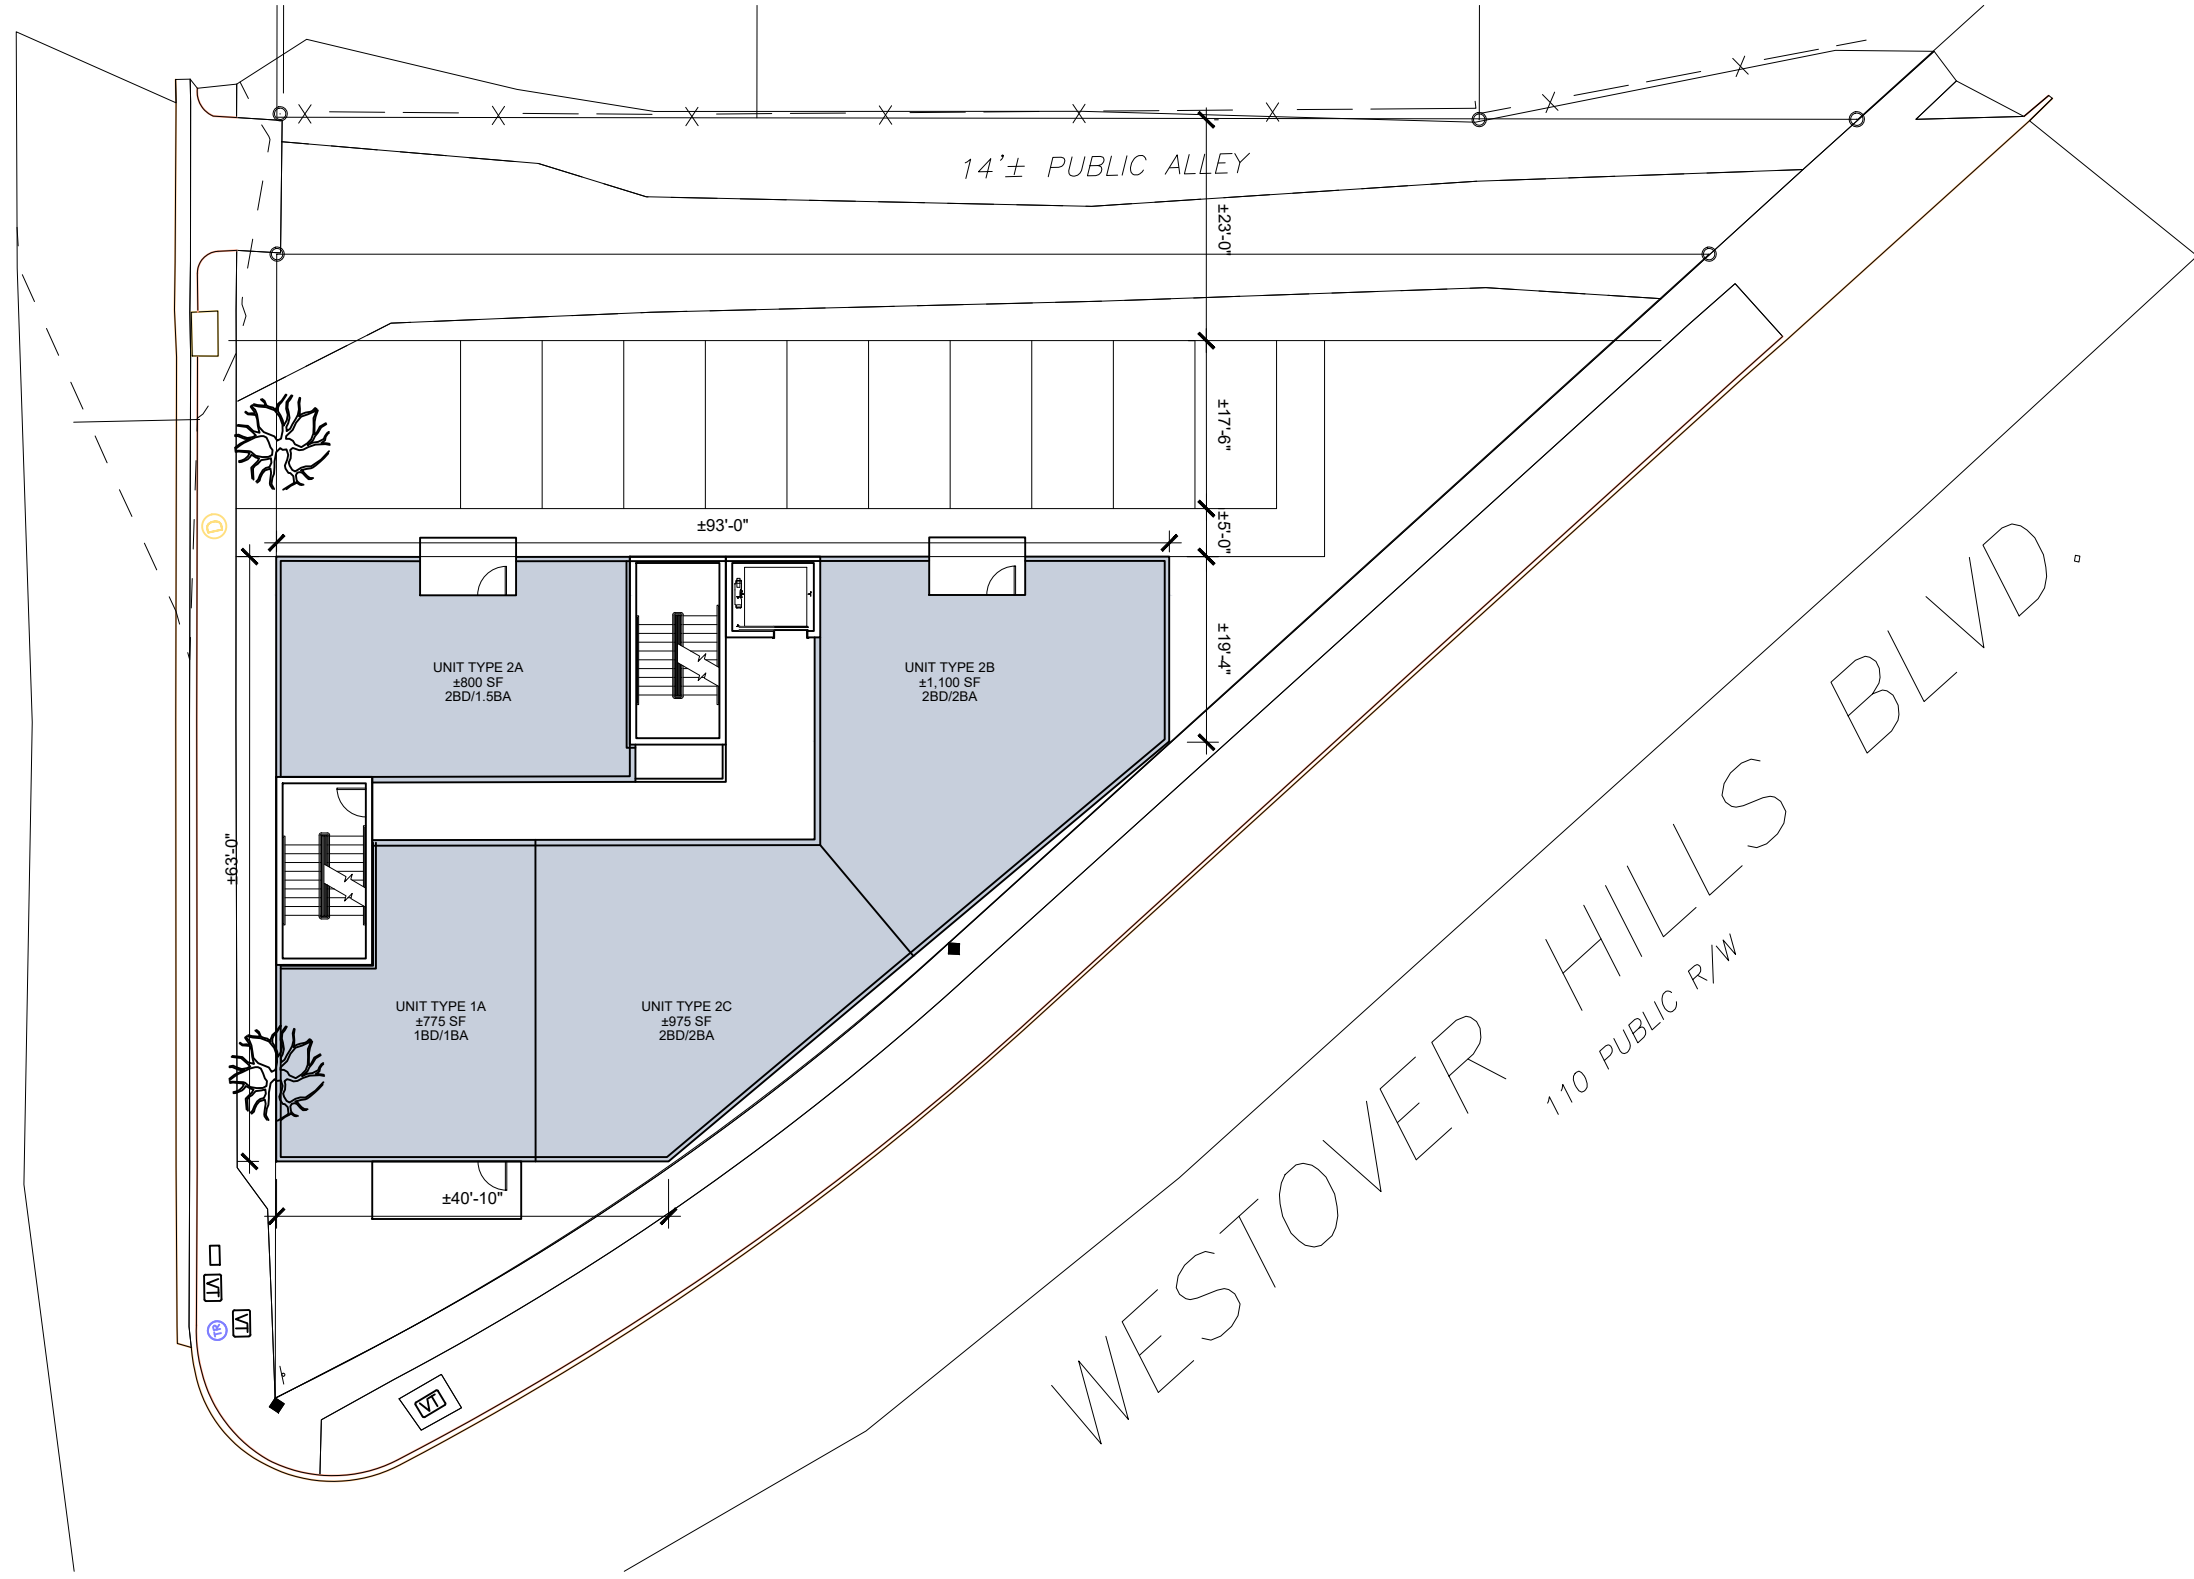 14'± PUBLIC ALLEY
±23'-0"
±17'-6"
±5'-0"
±93'-0"
D
±19'-4"
UNIT TYPE 2A
±800 SF
2BD/1.5BA
UNIT TYPE 2B
±1,100 SF
2BD/2BA
±63'-0"
UNIT TYPE 1A
±775 SF
1BD/1BA
UNIT TYPE 2C
±975 SF
2BD/2BA
±40'-10"
WESTOVER HILLS BLVD.
110 PUBLIC R/W
VT
VT
TR
VT